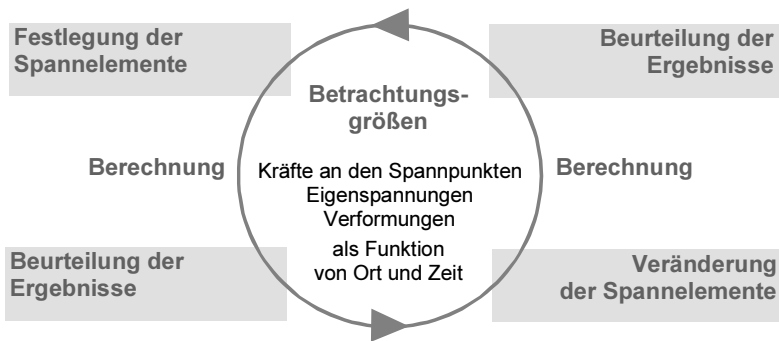 Festlegung der
Spannelemente
Beurteilung der
Ergebnisse
Betrachtungs-
größen
Berechnung
Kräfte an den Spannpunkten
Eigenspannungen
Verformungen
als Funktion
von Ort und Zeit
Berechnung
Beurteilung der
Ergebnisse
Veränderung
der Spannelemente